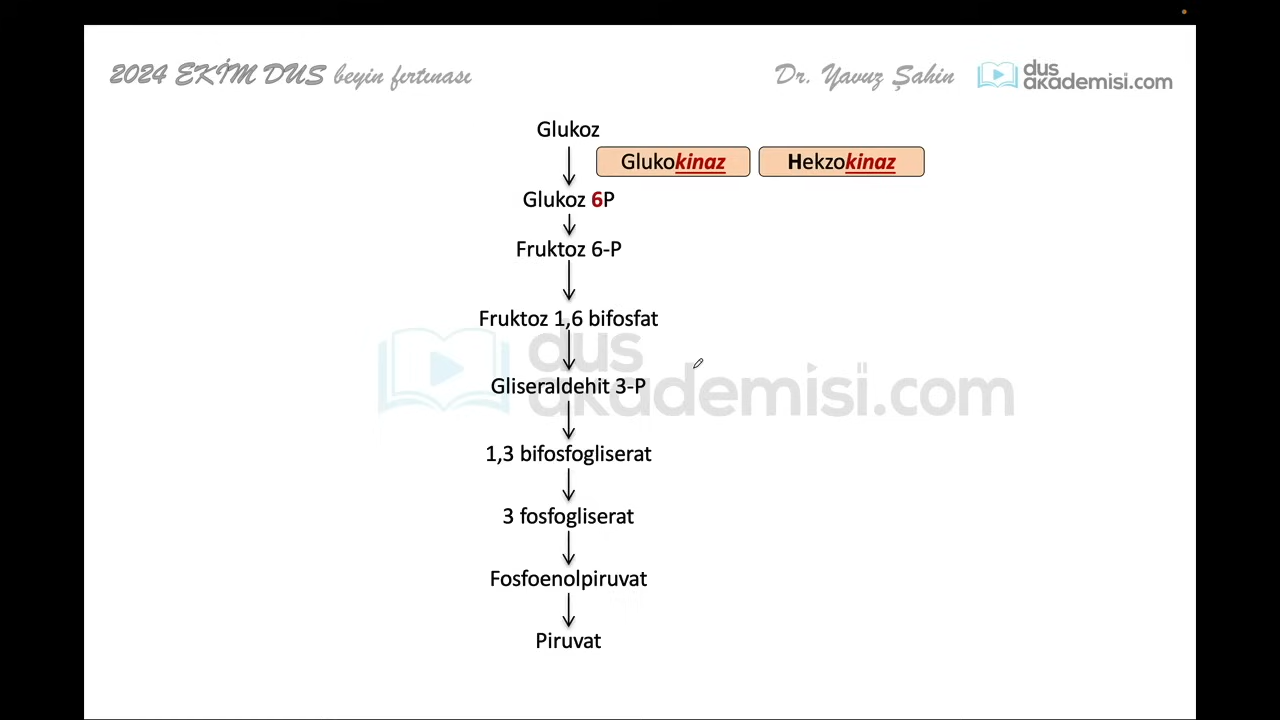 2024 EKİM DUS beyin fırtınası
Dr. Yavuz Şahin
dus
akademisi.com
Glukoz
Glukokinaz
Hekzokinaz
Glukoz 6P
Fruktoz 6-P
Fruktoz 1,6 bifosfat
dus
akademisi.com
Gliseraldehit 3-P
1,3 bifosfogliserat
3 fosfogliserat
Fosfoenolpiruvat
Piruvat